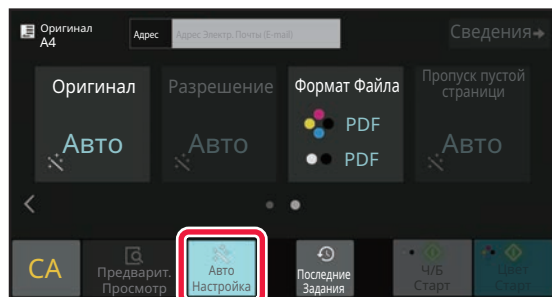 Оригинал
A4
Адрес
Адрес Электр. Почты (E-mail)
Сведения
Оригинал
Авто
Разрешение
Авто
Формат Файла
PDF
PDF
Пропуск пустой
страници
Авто
CA
Предварит.
Просмотр
Авто
Настройка
Последние
Задания
Ч/Б
Старт
Цвет
Старт